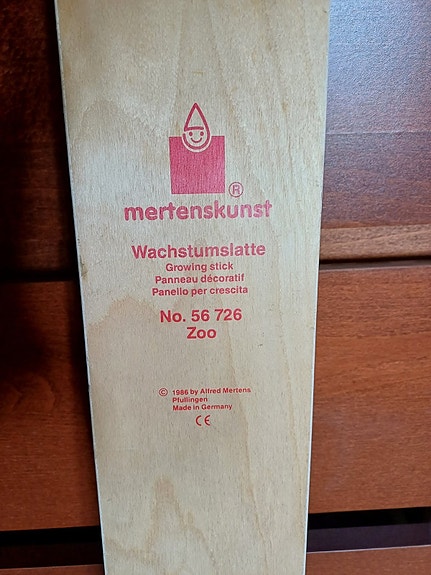 ®
mertenskunst
Wachstumslatte
Growing stick
Panneau décoratif
Panello per crescita
No. 56 726
Zoo
© 1986 by Alfred Mertens
Pfullingen
Made in Germany
CE